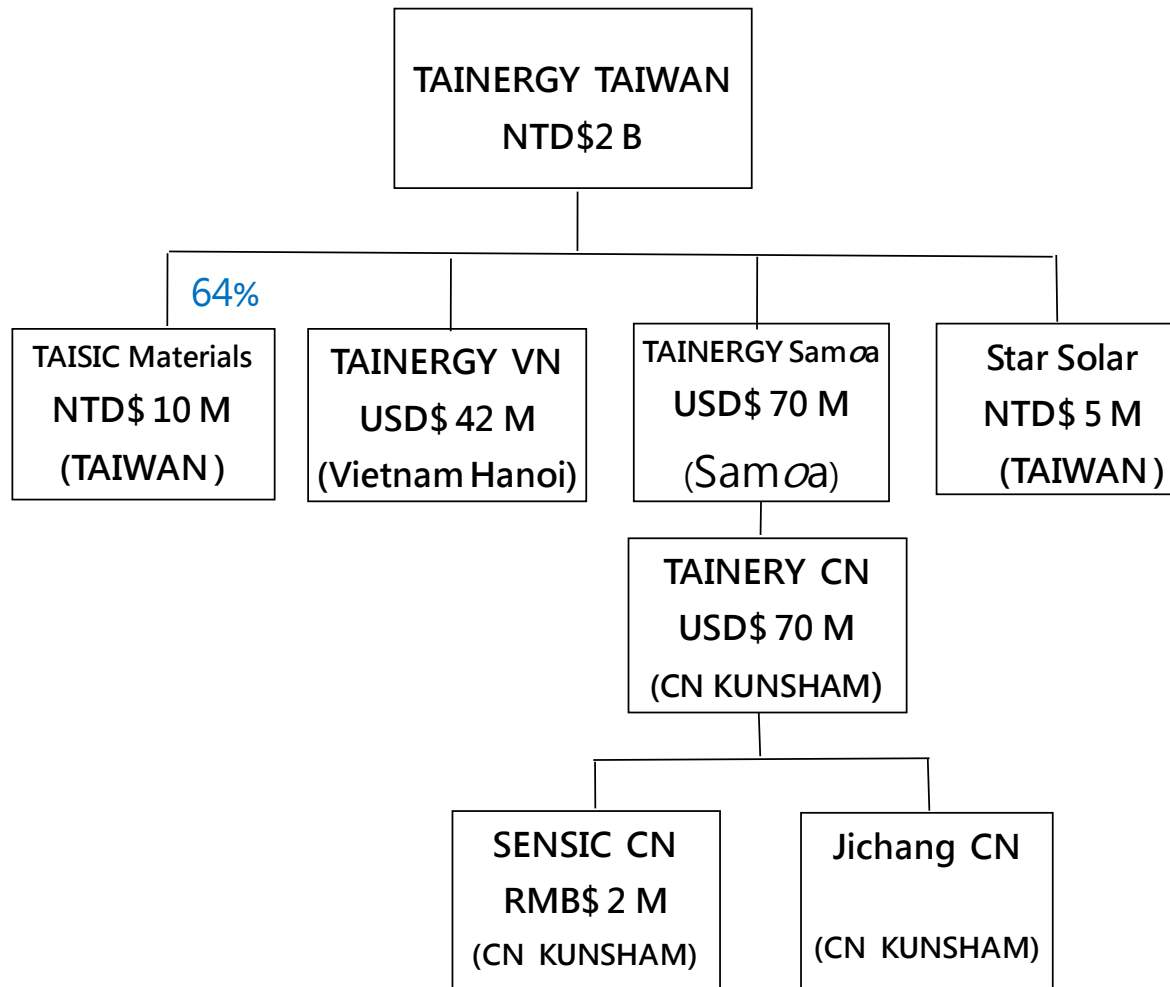 TAINERGY TAIWAN
NTD$2 B
64%
TAISIC Materials
NTD$ 10 M
(TAIWAN)
TAINERGY VN
USD$ 42 M
(Vietnam Hanoi)
TAINERGY Samoa
USD$ 70 M
(Samoa)
Star Solar
NTD$ 5 M
(TAIWAN)
TAINERY CN
USD$ 70 M
(CN KUNSHAM)
SENSIC CN
RMB$ 2 M
(CN KUNSHAM)
Jichang CN
(CN KUNSHAM)